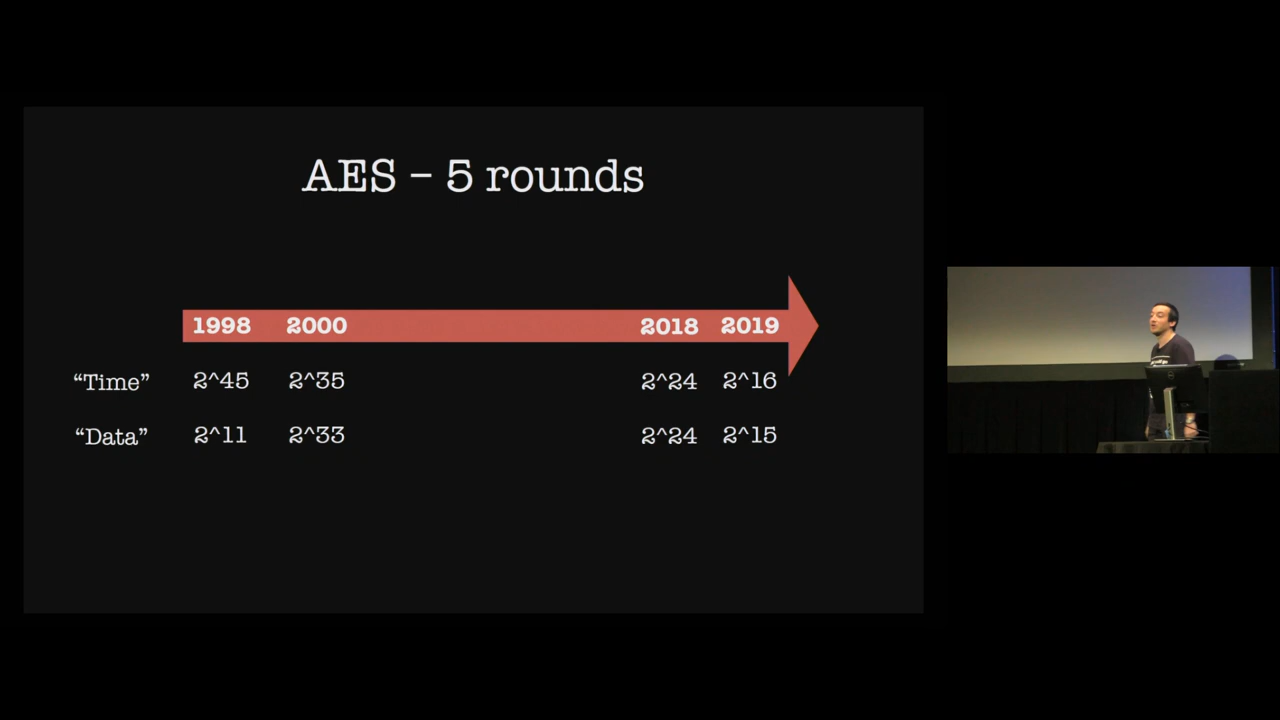 AES – 5 rounds
1998 2000 2018 2019
“Time” 2^45 2^35 2^24 2^16
“Data” 2^11 2^33 2^24 2^15